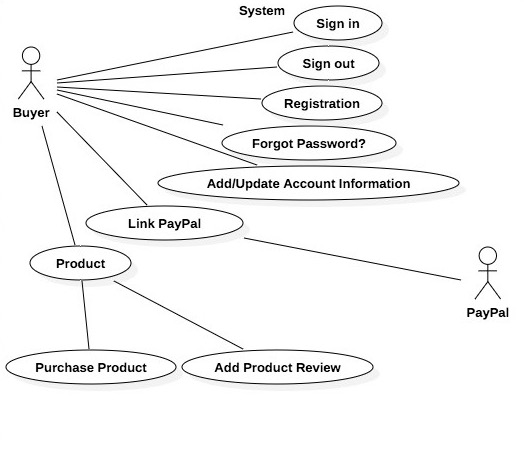 System
Sign in
Sign out
Buyer
Registration
Forgot Password?
Add/Update Account Information
Link PayPal
Product
PayPal
Purchase Product
Add Product Review